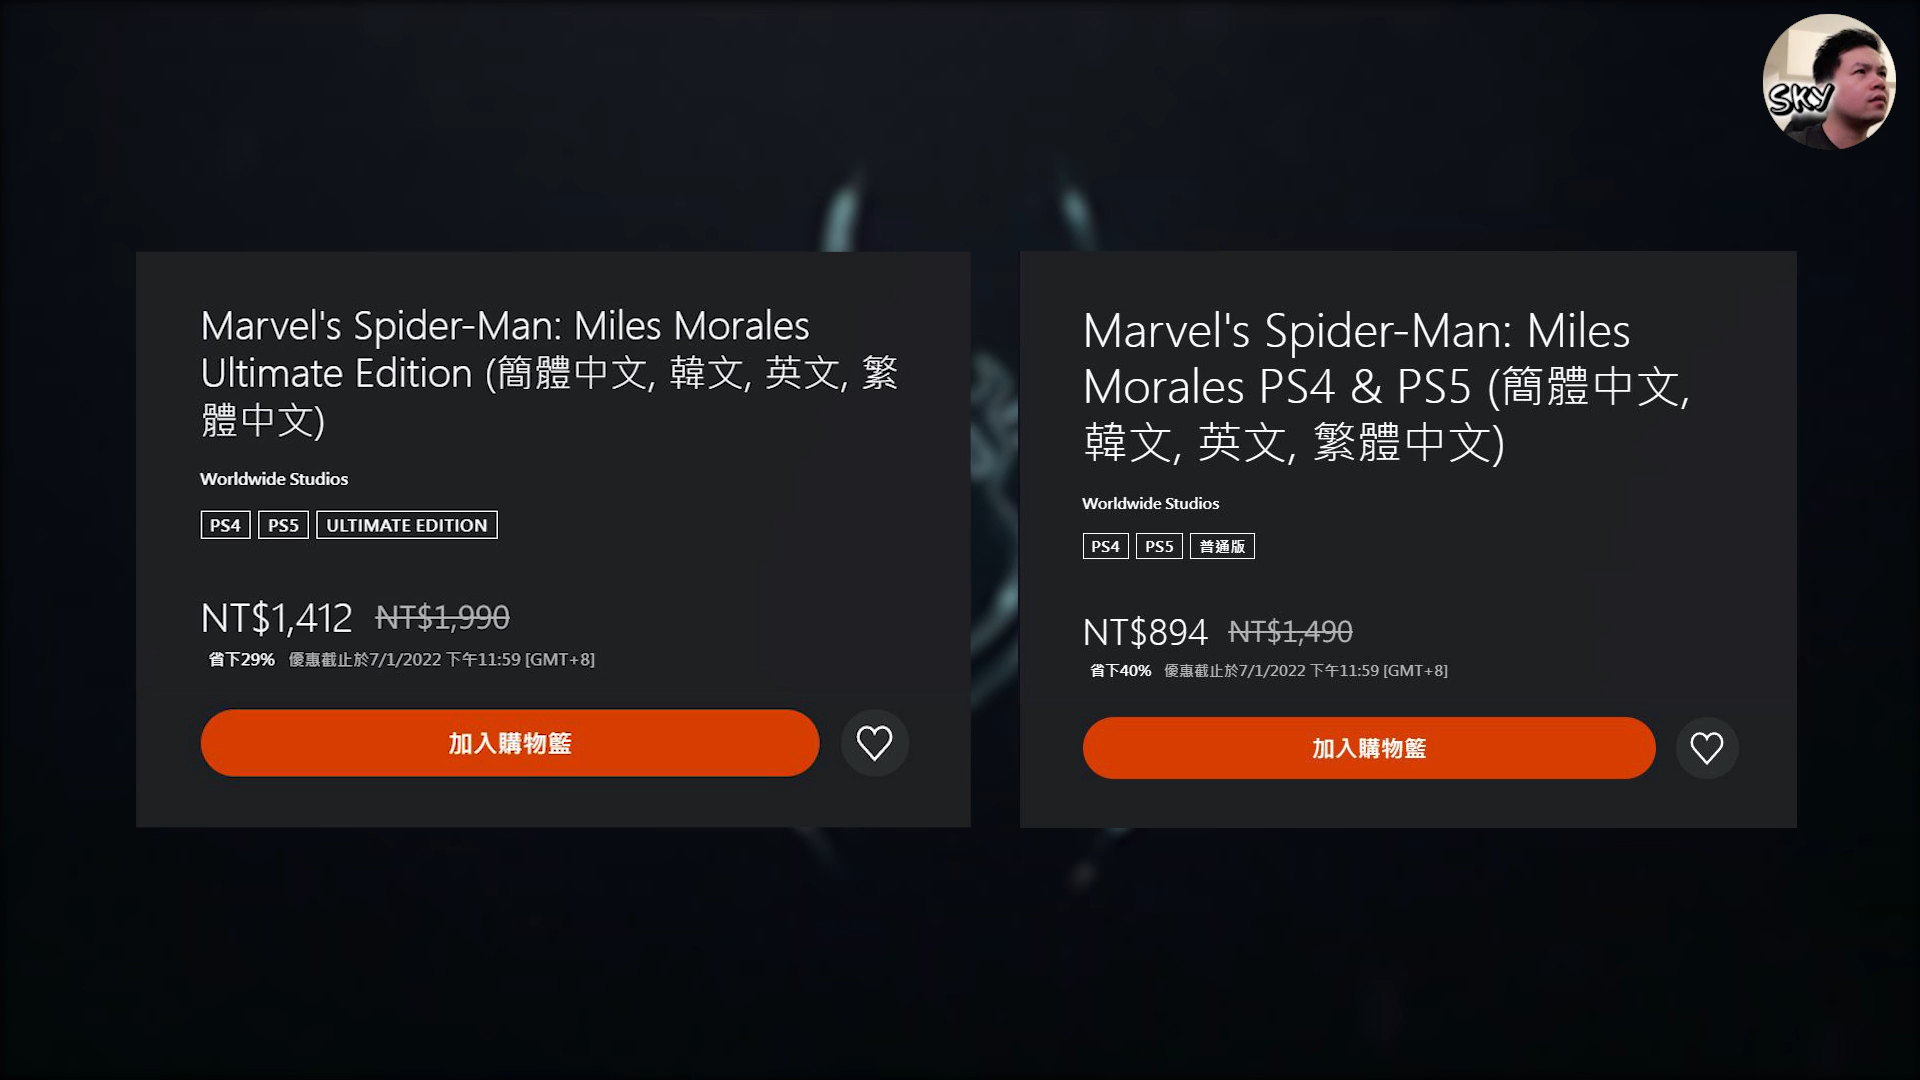 SKY
Marvel's Spider-Man: Miles Morales
Ultimate Edition (簡體中文, 韓文, 英文, 繁
體中文)
Worldwide Studios
PS4 PS5 ULTIMATE EDITION
NT$1,412 NT$1,990
省下29% 優惠截止於7/1/2022 下午11:59 [GMT+8]
加入購物籃
Marvel's Spider-Man: Miles
Morales PS4 & PS5 (簡體中文,
韓文, 英文, 繁體中文)
Worldwide Studios
PS4 PS5 普通版
NT$894 NT$1,490
省下40% 優惠截止於7/1/2022 下午11:59 [GMT+8]
加入購物籃